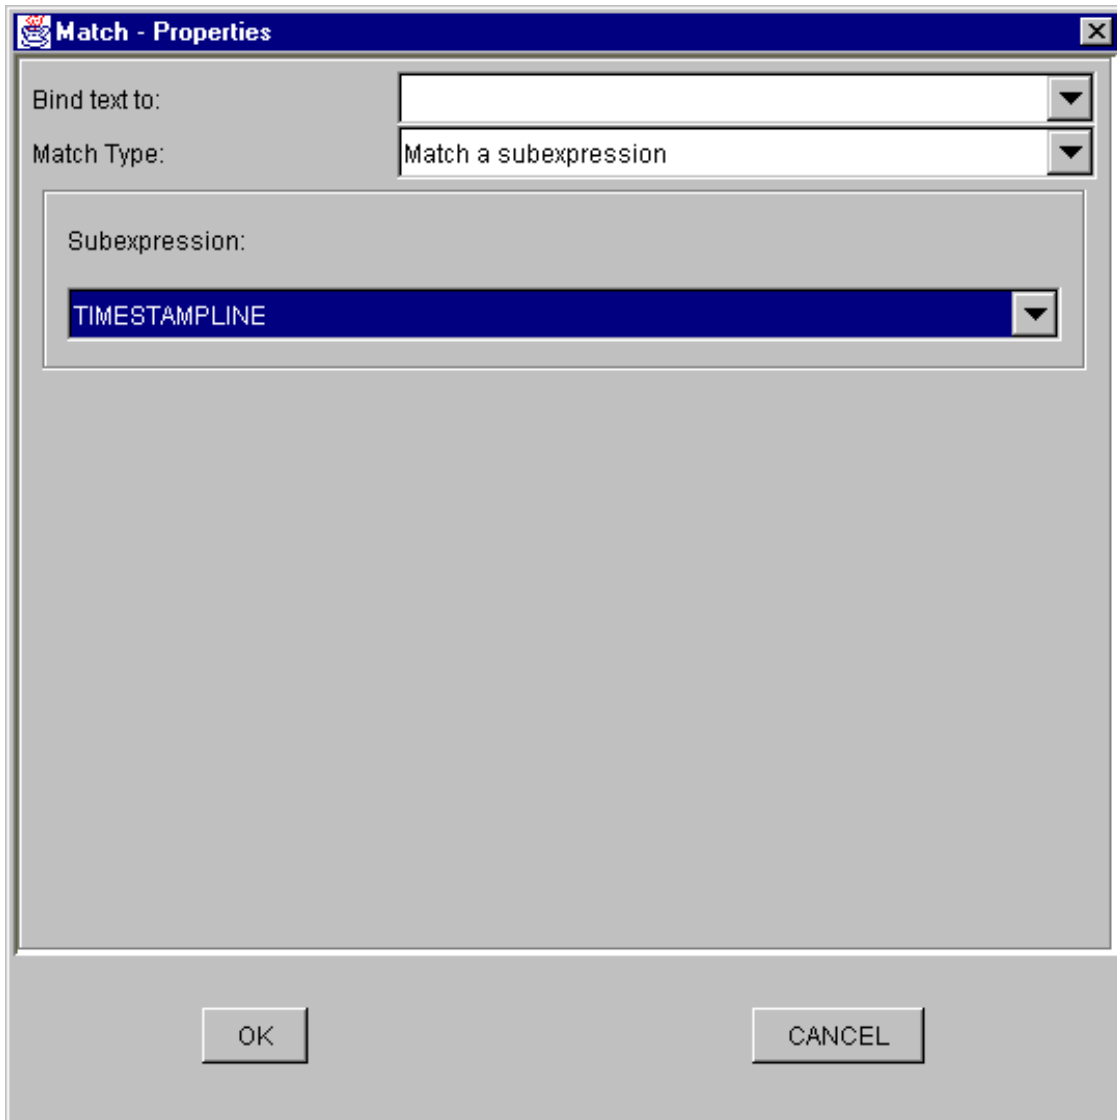 Match - Properties
Bind text to:
Match Type: Match a subexpression
Subexpression:
TIMESTAMPLINE
OK CANCEL